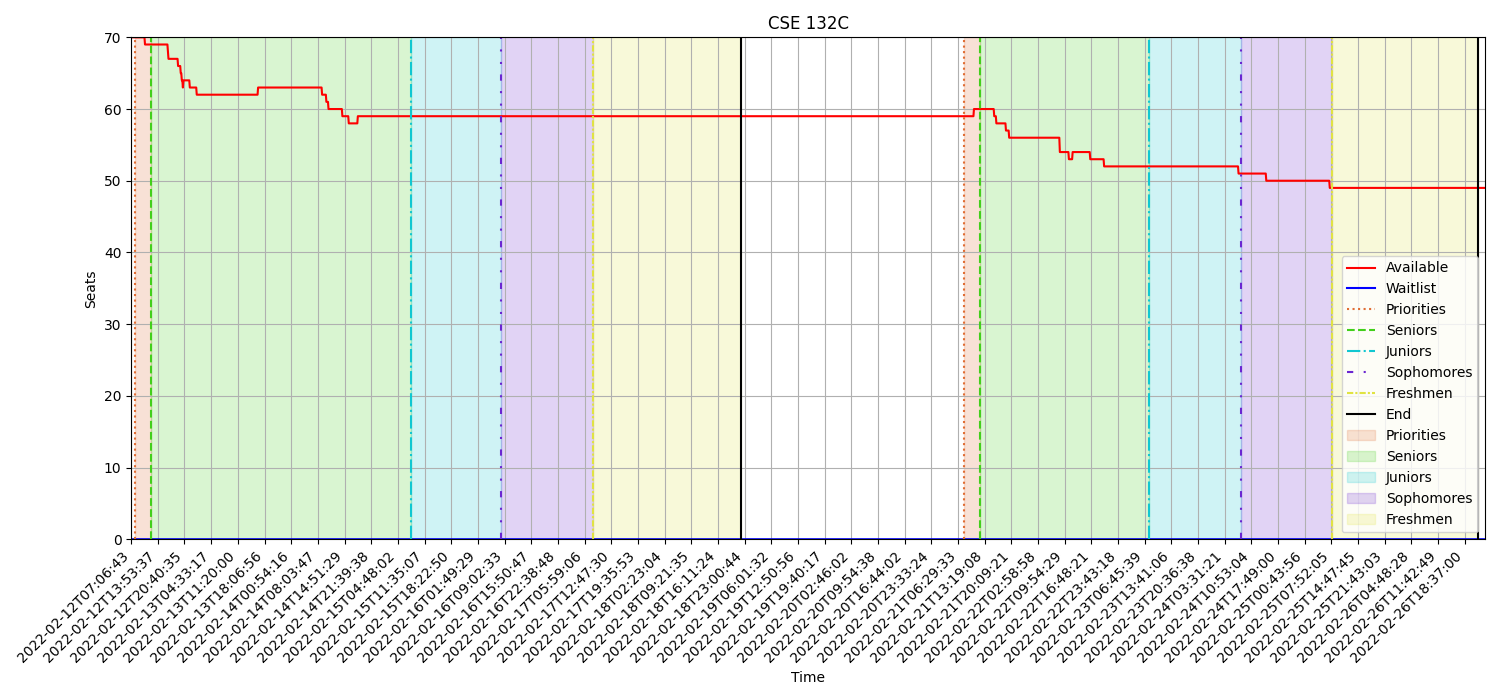 CSE 132C
70
60
50
40
30
20
10
0
Seats
Available
Waitlist
Priorities
Seniors
Juniors
Sophomores
Freshmen
End
Priorities
Seniors
Juniors
Sophomores
Freshmen
2022-02-12T7:06:43
2022-02-12T13:53:37
2022-02-12T20:40:35
2022-02-13T04:33:17
2022-02-13T11:20:00
2022-02-13T18:06:56
2022-02-14T00:54:16
2022-02-14T08:03:47
2022-02-14T14:51:29
2022-02-14T21:39:38
2022-02-15T04:48:02
2022-02-15T11:35:07
2022-02-15T18:22:50
2022-02-16T01:49:29
2022-02-16T09:02:33
2022-02-16T15:50:47
2022-02-16T22:38:48
2022-02-17T05:59:06
2022-02-17T12:47:30
2022-02-17T19:35:53
2022-02-18T02:23:04
2022-02-18T09:21:35
2022-02-18T16:11:24
2022-02-18T23:00:44
2022-02-19T06:01:32
2022-02-19T12:50:56
2022-02-19T19:40:17
2022-02-20T02:46:02
2022-02-20T09:54:38
2022-02-20T16:44:02
2022-02-20T23:33:24
2022-02-21T06:29:33
2022-02-21T13:19:08
2022-02-21T20:09:21
2022-02-22T02:58:58
2022-02-22T09:54:29
2022-02-22T16:48:21
2022-02-22T23:43:18
2022-02-23T06:45:39
2022-02-23T13:41:06
2022-02-23T20:36:38
2022-02-24T03:31:21
2022-02-24T10:53:04
2022-02-24T17:49:00
2022-02-25T00:43:56
2022-02-25T07:52:05
2022-02-25T14:47:45
2022-02-25T21:43:03
2022-02-26T04:48:28
2022-02-26T11:42:49
2022-02-26T18:37:00
Time